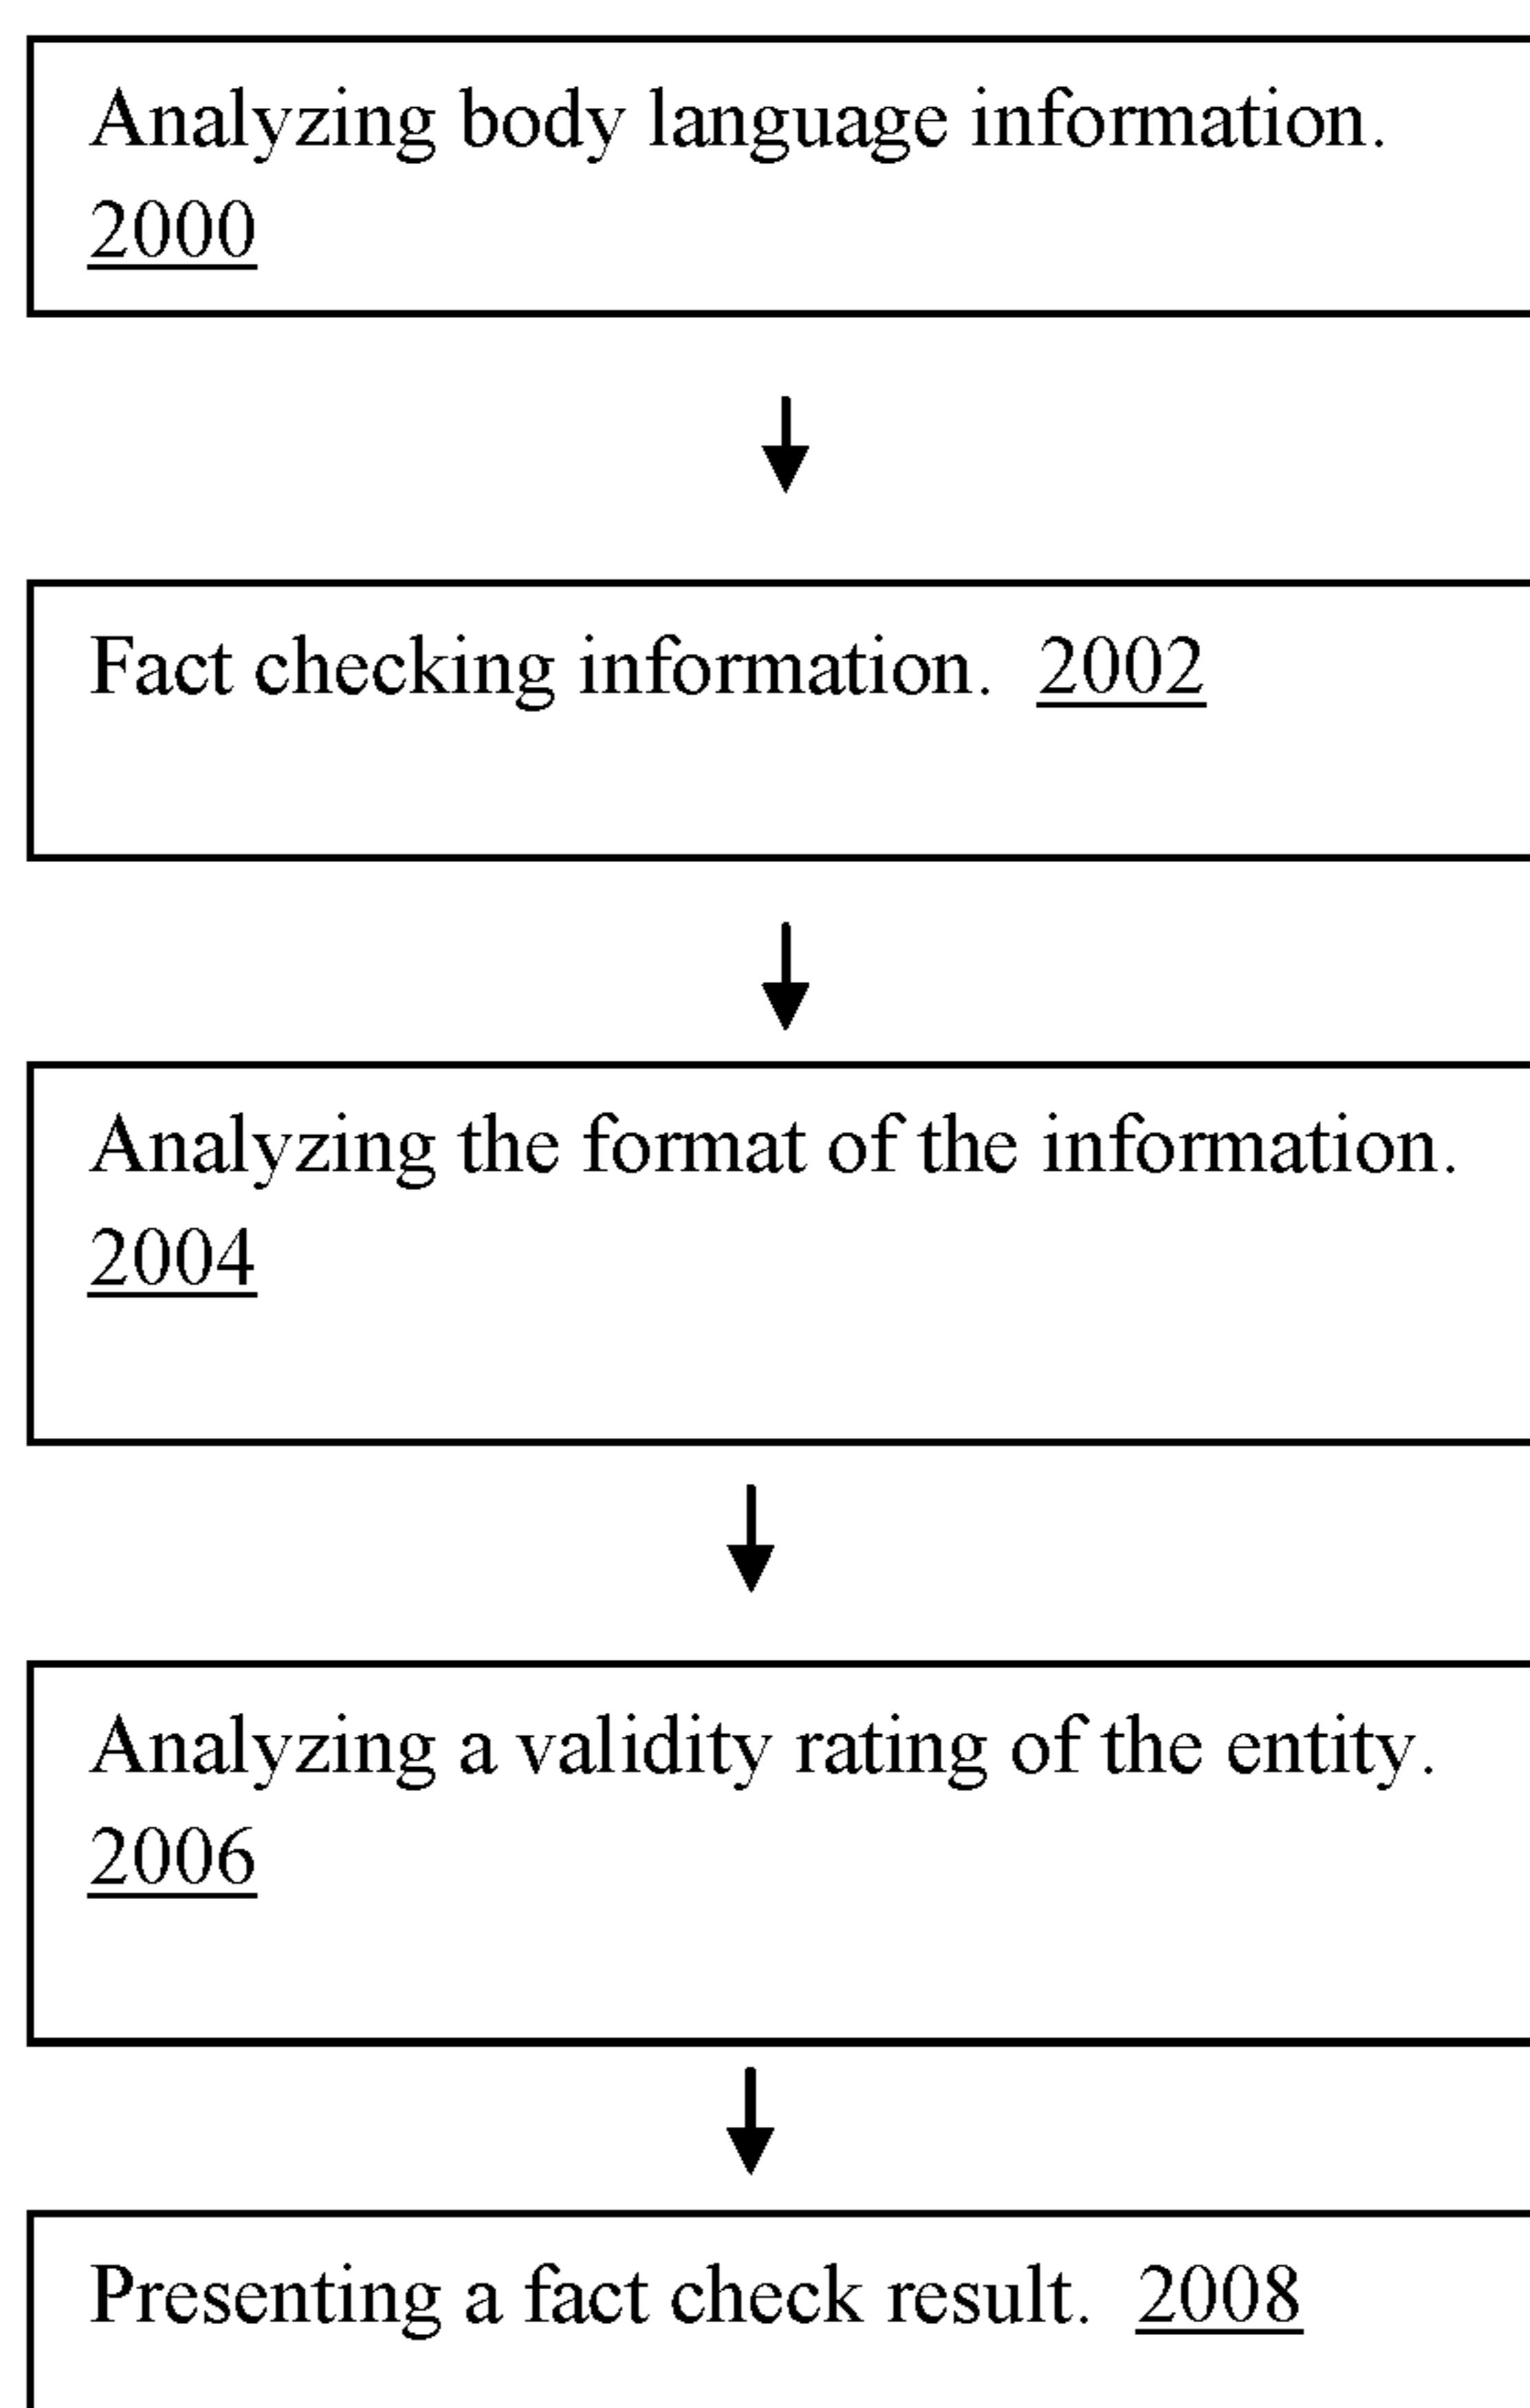 Analyzing body language information.
2000
Fact checking information. 2002
Analyzing the format of the information.
2004
Analyzing a validity rating of the entity.
2006
Presenting a fact check result. 2008